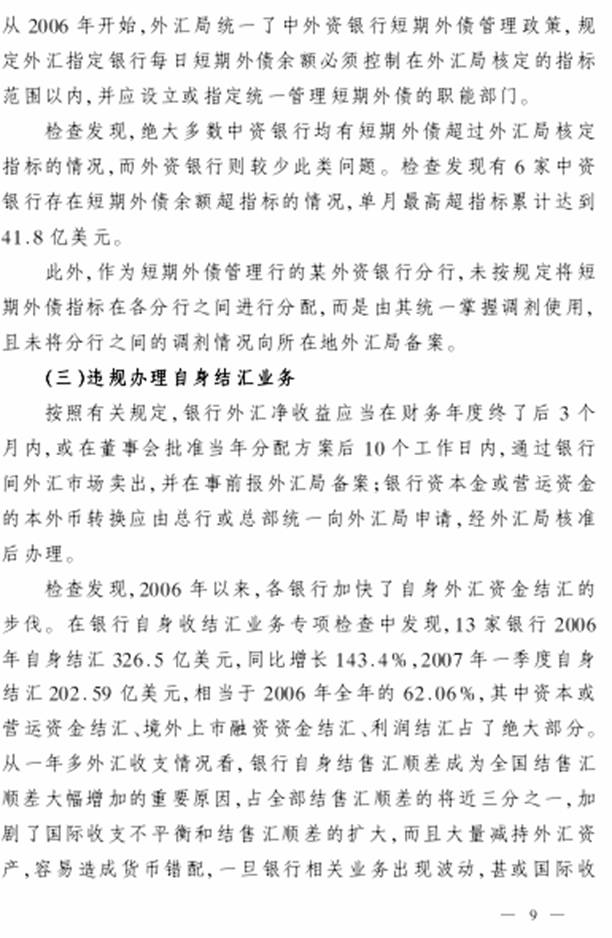 从 2006 年开始,外汇局统一了中外资银行短期外债管理政策,规
定外汇指定银行每日短期外债余额必须控制在外汇局核定的指标
范围以内,并应设立或指定统一管理短期外债的职能部门。
检查发现,绝大多数中资银行均有短期外债超过外汇局核定
指标的情况,而外资银行则较少此类问题。检查发现有 6 家中资
银行存在短期外债余额超指标的情况,单月最高超指标累计达到
41.8 亿美元。
此外,作为短期外债管理行的某外资银行分行,未按规定将短
期外债指标在各分行之间进行分配,而是由其统一掌握调剂使用,
且未将分行之间的调剂情况向所在地外汇局备案。
(三)违规办理自身结汇业务
按照有关规定,银行外汇净收益应当在财务年度终了后 3 个
月内,或在董事会批准当年分配方案后 10 个工作日内,通过银行
间外汇市场卖出,并在事前报外汇局备案;银行资本金或营运资金
的本外币转换应由总行或总部统一向外汇局申请,经外汇局核准
后办理。
检查发现,2006 年以来,各银行加快了自身外汇资金结汇的
步伐。在银行自身收结汇业务专项检查中发现,13 家银行 2006
年自身结汇 326.5 亿美元,同比增长 143.4%,2007 年一季度自身
结汇 202.59 亿美元,相当于 2006 年全年的 62.06%,其中资本或
营运资金结汇、境外上市融资资金结汇、利润结汇占了绝大部分。
从一年多外汇收支情况看,银行自身结售汇顺差成为全国结售汇
顺差大幅增加的重要原因,占全部结售汇顺差的将近三分之一,加
剧了国际收支不平衡和结售汇顺差的扩大,而且大量减持外汇资
产,容易造成货币错配,一旦银行相关业务出现波动,甚或国际收
— 9 —